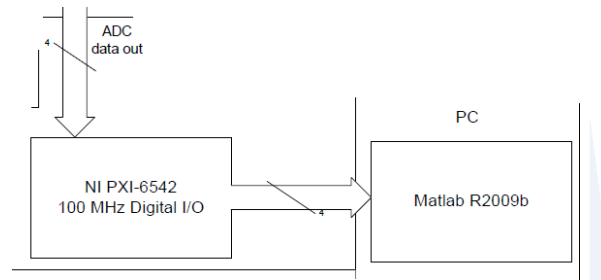 ADC
4
data out
PC
NI PXI-6542
100 MHz Digital I/O
Matlab R2009b
4